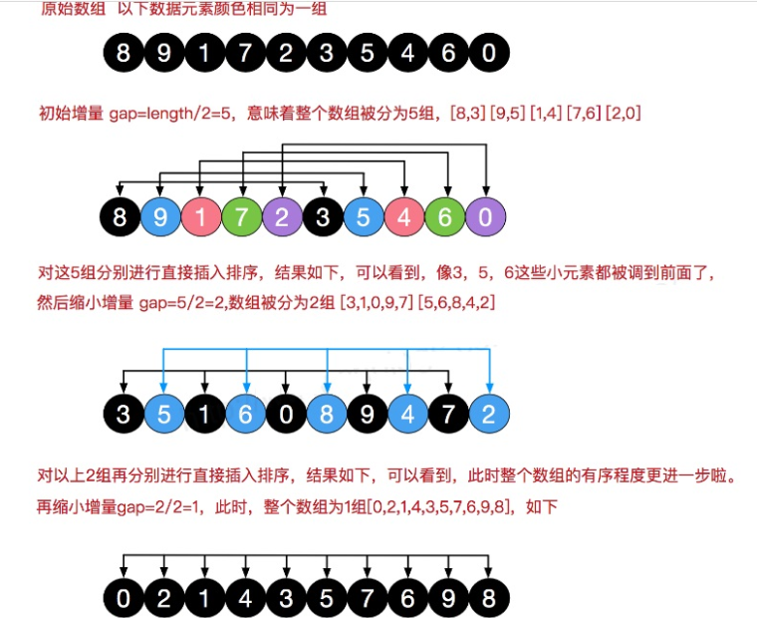 原始数组 以下数据元素颜色相同为一组
8 9 1 7 2 3 5 4 6 0
初始增量 gap=length/2=5，意味着整个数组被分为5组，[8,3] [9,5] [1,4] [7,6] [2,0]
8 9 1 7 2 3 5 4 6 0
对这5组分别进行直接插入排序，结果如下，可以看到，像3，5，6这些小元素都被调到前面了，
然后缩小增量 gap=5/2=2,数组被分为2组 [3,1,0,9,7] [5,6,8,4,2]
3 5 1 6 0 8 9 4 7 2
对以上2组再分别进行直接插入排序，结果如下，可以看到，此时整个数组的有序程度更进一步啦。
再缩小增量gap=2/2=1，此时，整个数组为1组[0,2,1,4,3,5,7,6,9,8]，如下
0 2 1 4 3 5 7 6 9 8